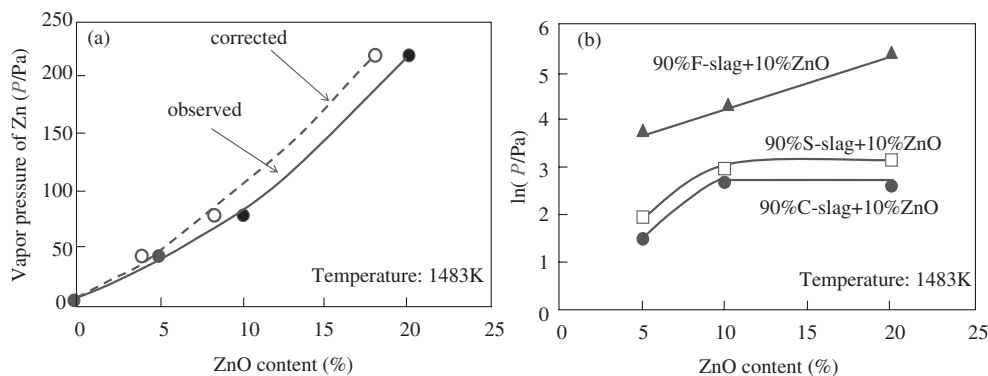 (a)
corrected
observed
Temperature: 1483K
Vapor pressure of Zn (P/Pa)
250
200
150
100
50
0
0 5 10 15 20 25
ZnO content (%)
(b)
90%F-slag+10%ZnO
90%S-slag+10%ZnO
90%C-slag+10%ZnO
Temperature: 1483K
ln( P/Pa)
6
5
4
3
2
1
0
0 5 10 15 20 25
ZnO content (%)